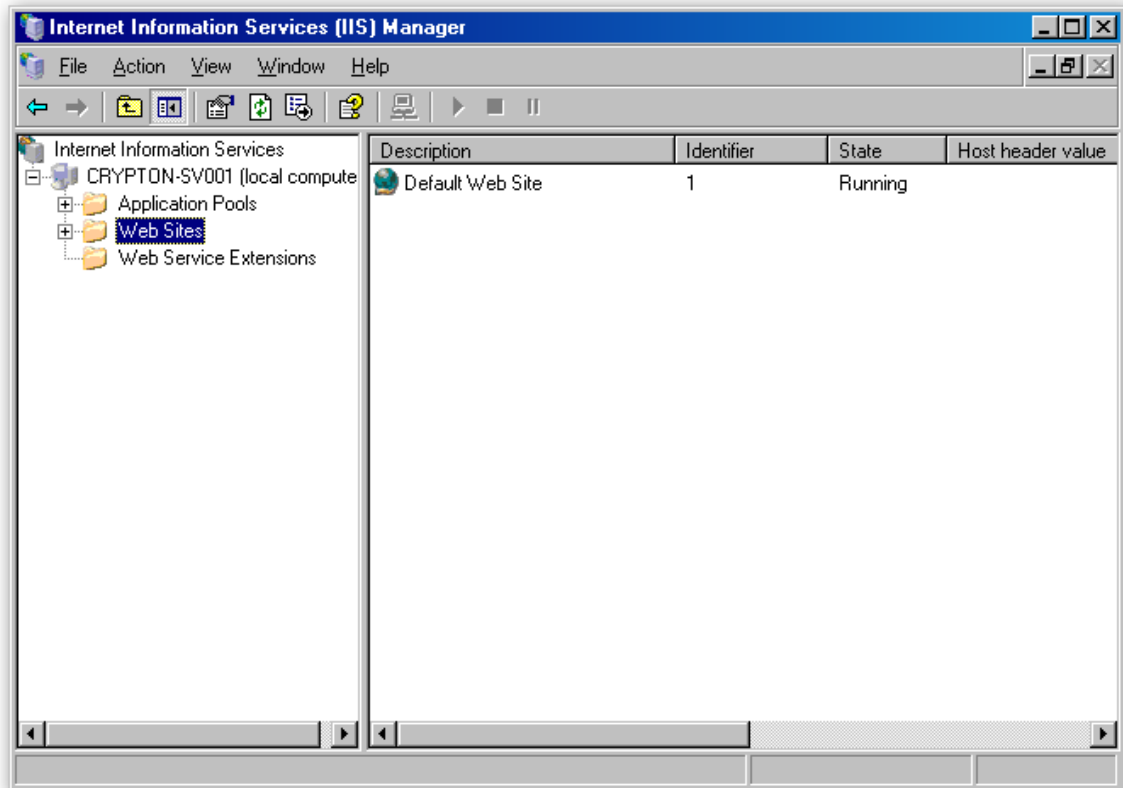 Internet Information Services (IIS) Manager
File Action View Window Help
Internet Information Services
CRYPTON-SV001 (local compute
Application Pools
Web Sites
Web Service Extensions
Description Identifier State Host header value
Default Web Site 1 Running